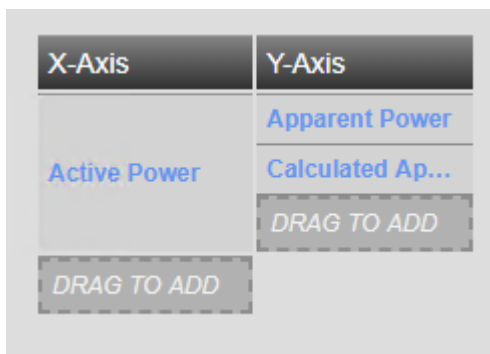 X-Axis
Y-Axis
Apparent Power
Active Power
Calculated Ap...
DRAG TO ADD
DRAG TO ADD